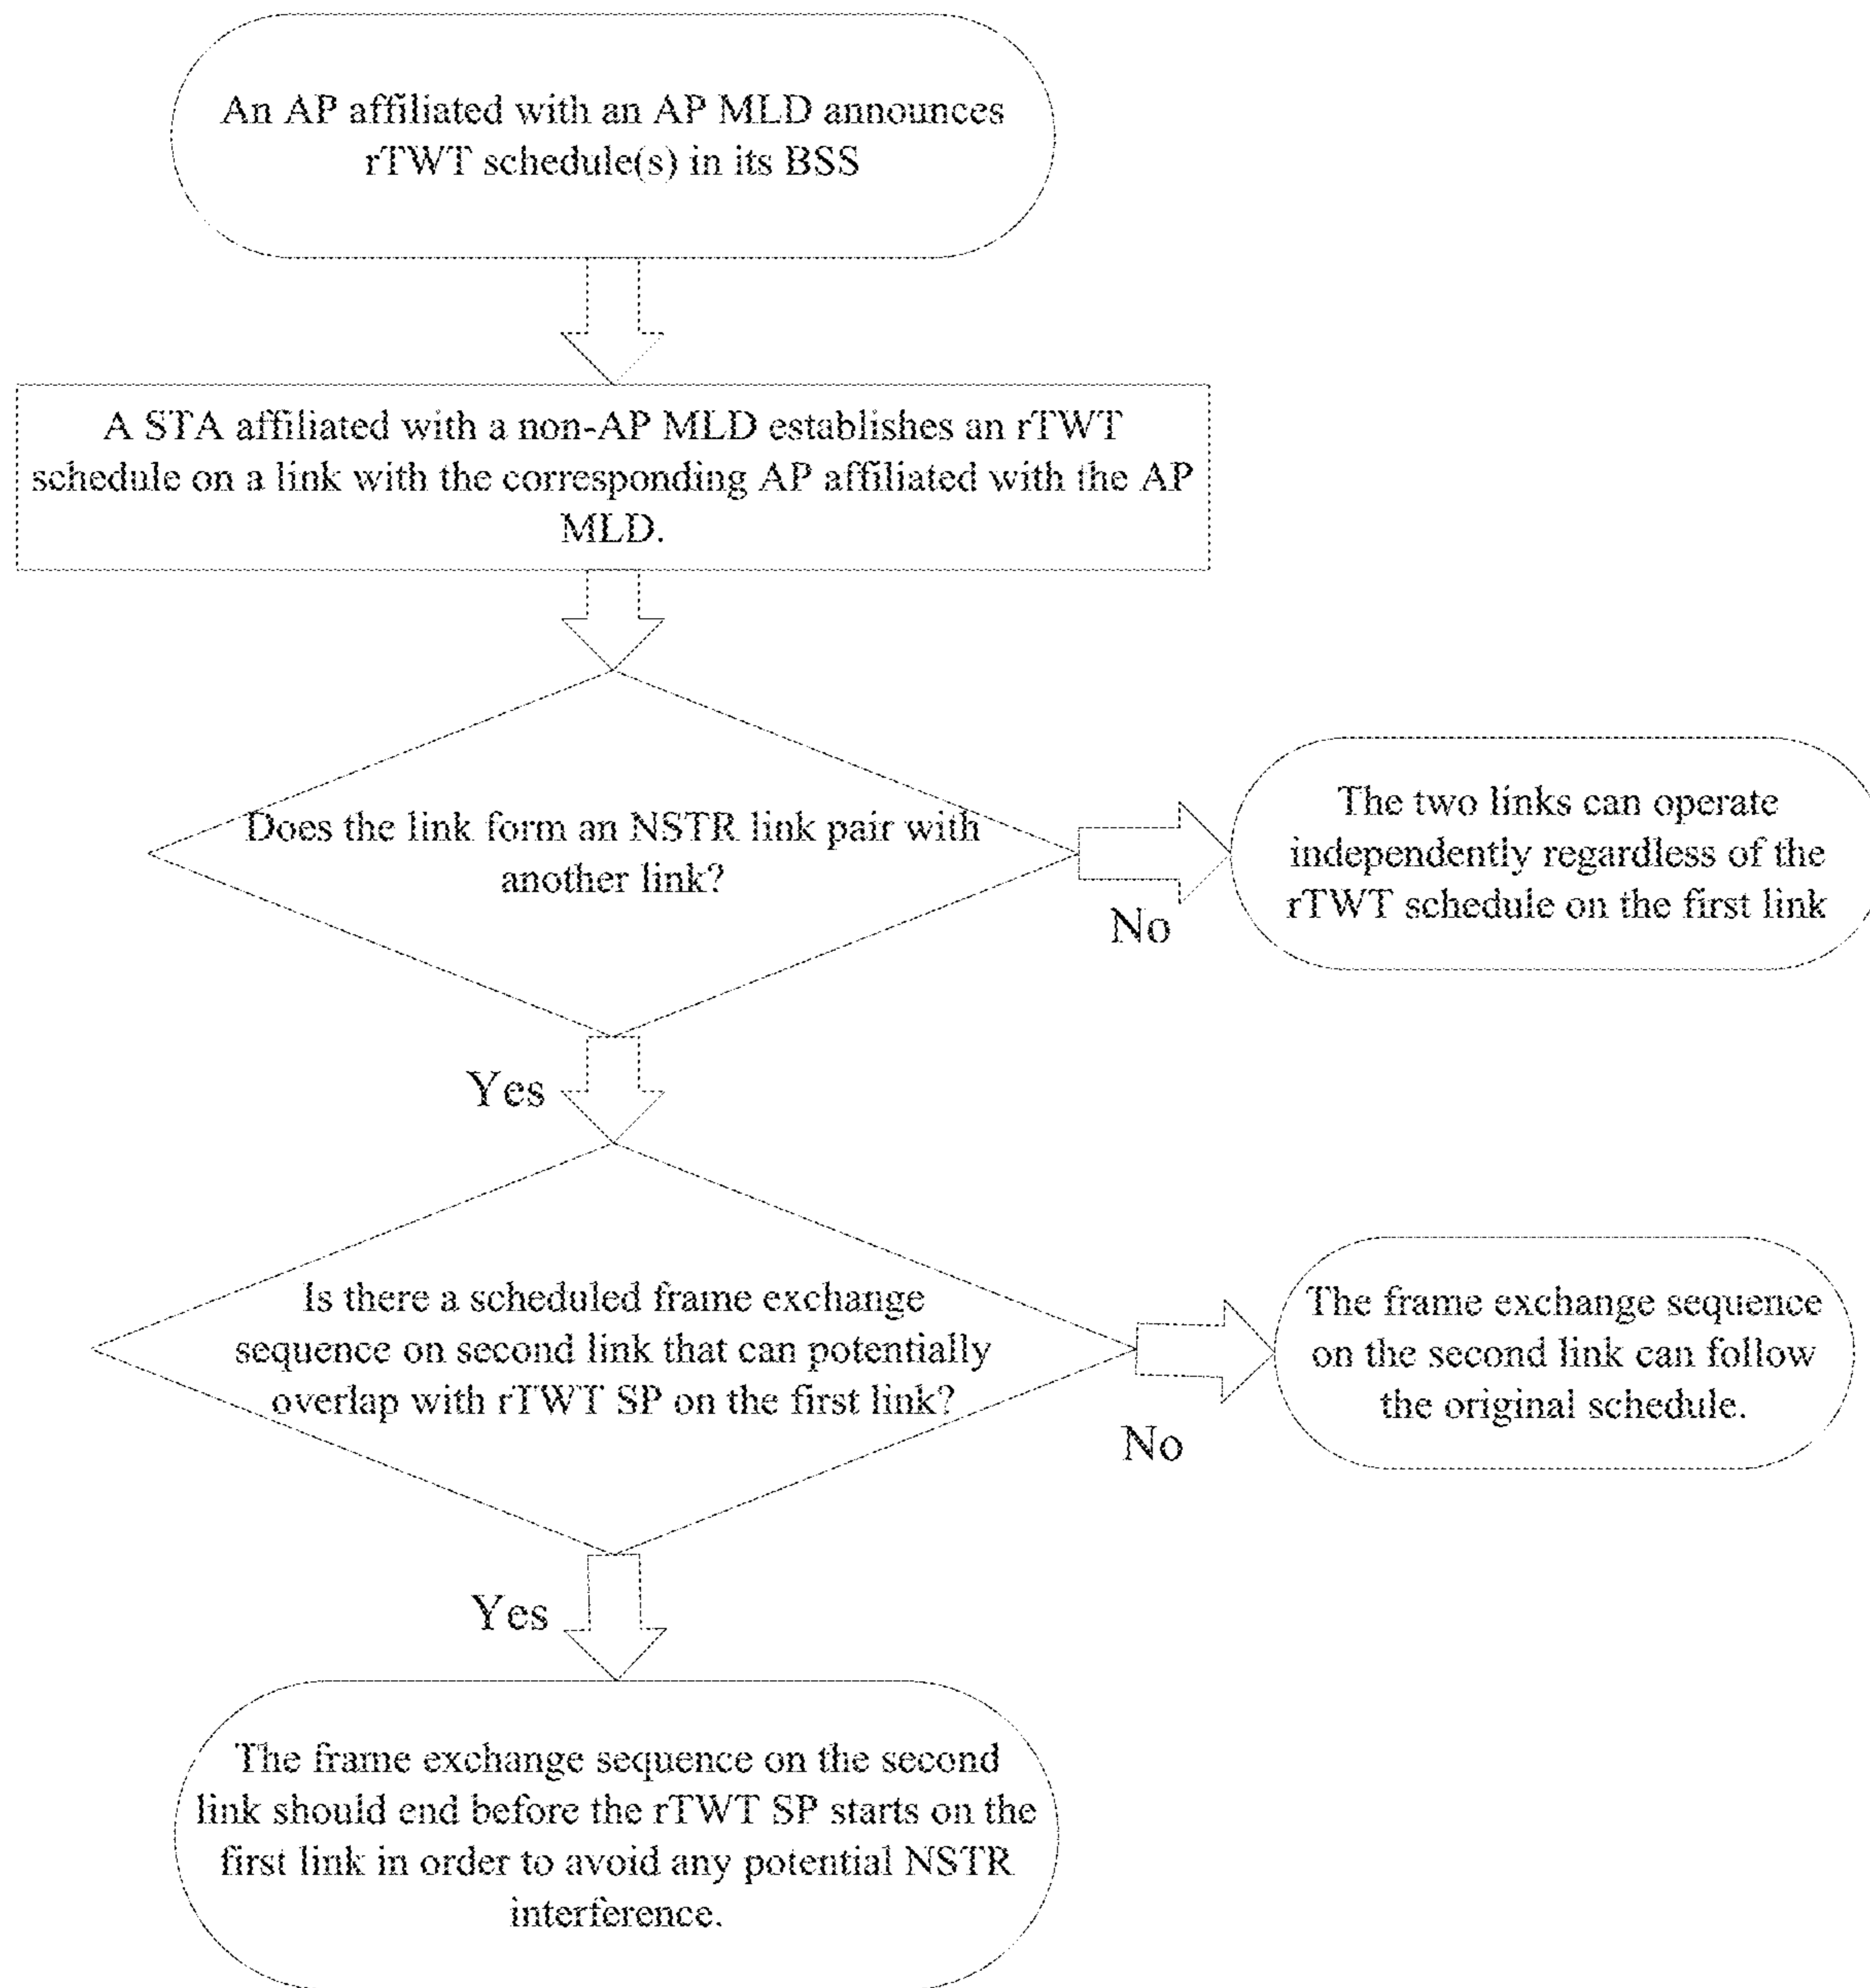 An AP affiliated with an AP MLD announces
rTWT schedule(s) in its BSS
A STA affiliated with a non-AP MLD establishes an rTWT
schedule on a link with the corresponding AP affiliated with the AP
MLD.
Does the link form an NSTR link pair with
another link?
No
The two links can operate
independently regardless of the
rTWT schedule on the first link
Yes
Is there a scheduled frame exchange
sequence on second link that can potentially
overlap with rTWT SP on the first link?
No
The frame exchange sequence
on the second link can follow
the original schedule.
Yes
The frame exchange sequence on the second
link should end before the rTWT SP starts on the
first link in order to avoid any potential NSTR
interference.